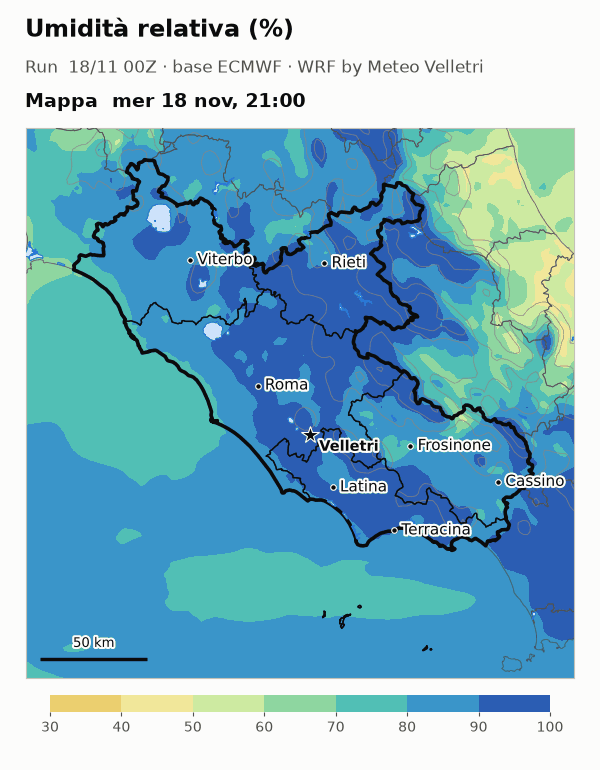 Umidità relativa (%)
Run  18/11 00Z · base ECMWF · WRF by Meteo Velletri
Mappa  mer 18 nov, 21:00
Viterbo
Rieti
Roma
Velletri
Frosinone
Cassino
Latina
Terracina
50 km
30 40 50 60 70 80 90 100